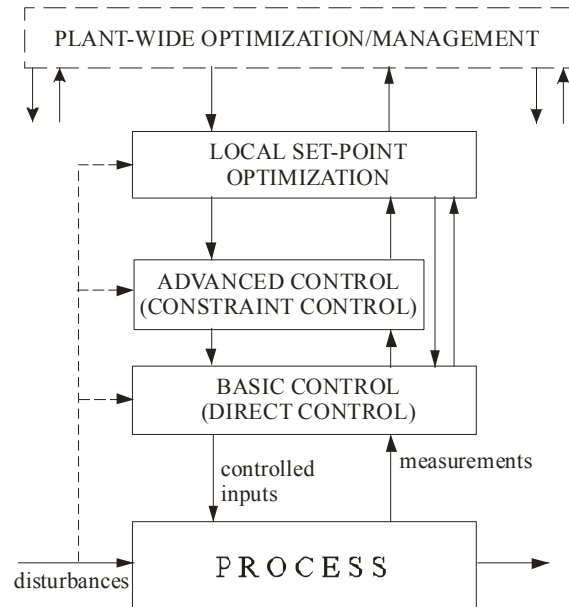 PLANT-WIDE OPTIMIZATION/MANAGEMENT
LOCAL SET-POINT
OPTIMIZATION
ADVANCED CONTROL
(CONSTRAINT CONTROL)
BASIC CONTROL
(DIRECT CONTROL)
controlled
inputs
measurements
disturbances
PROCESS